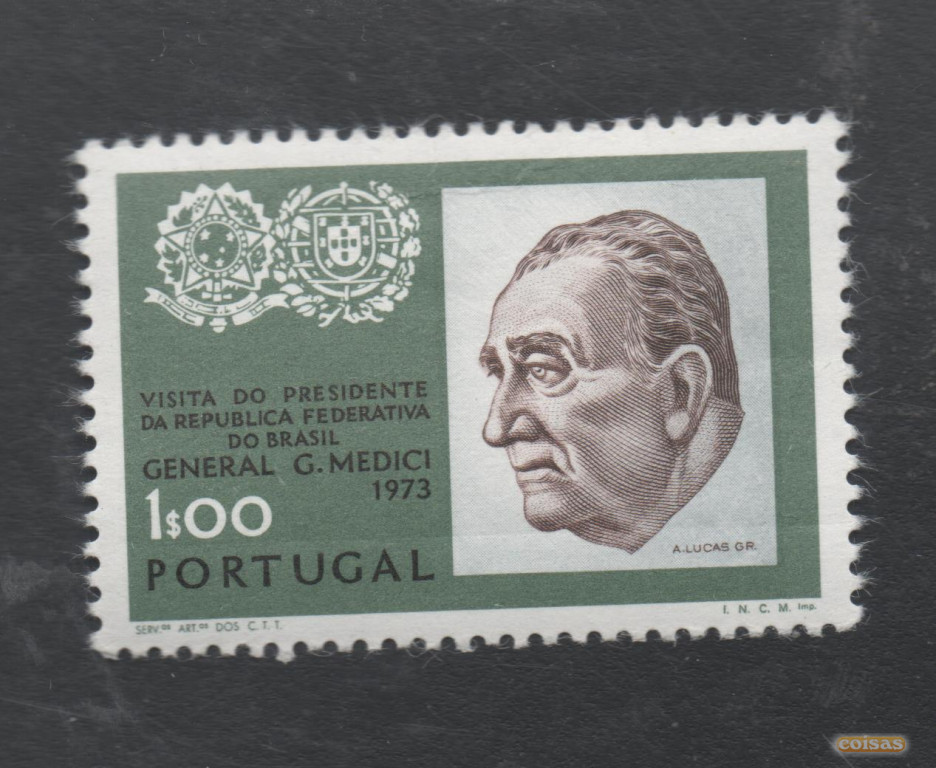 VISITA DO PRESIDENTE
DA REPUBLICA FEDERATIVA
DO BRASIL
GENERAL G. MEDICI
1973
1$00
PORTUGAL
A. LUCAS GR.
SERV.os ART.os DOS C. T. T.
I. N. C. M. Imp.
coisas